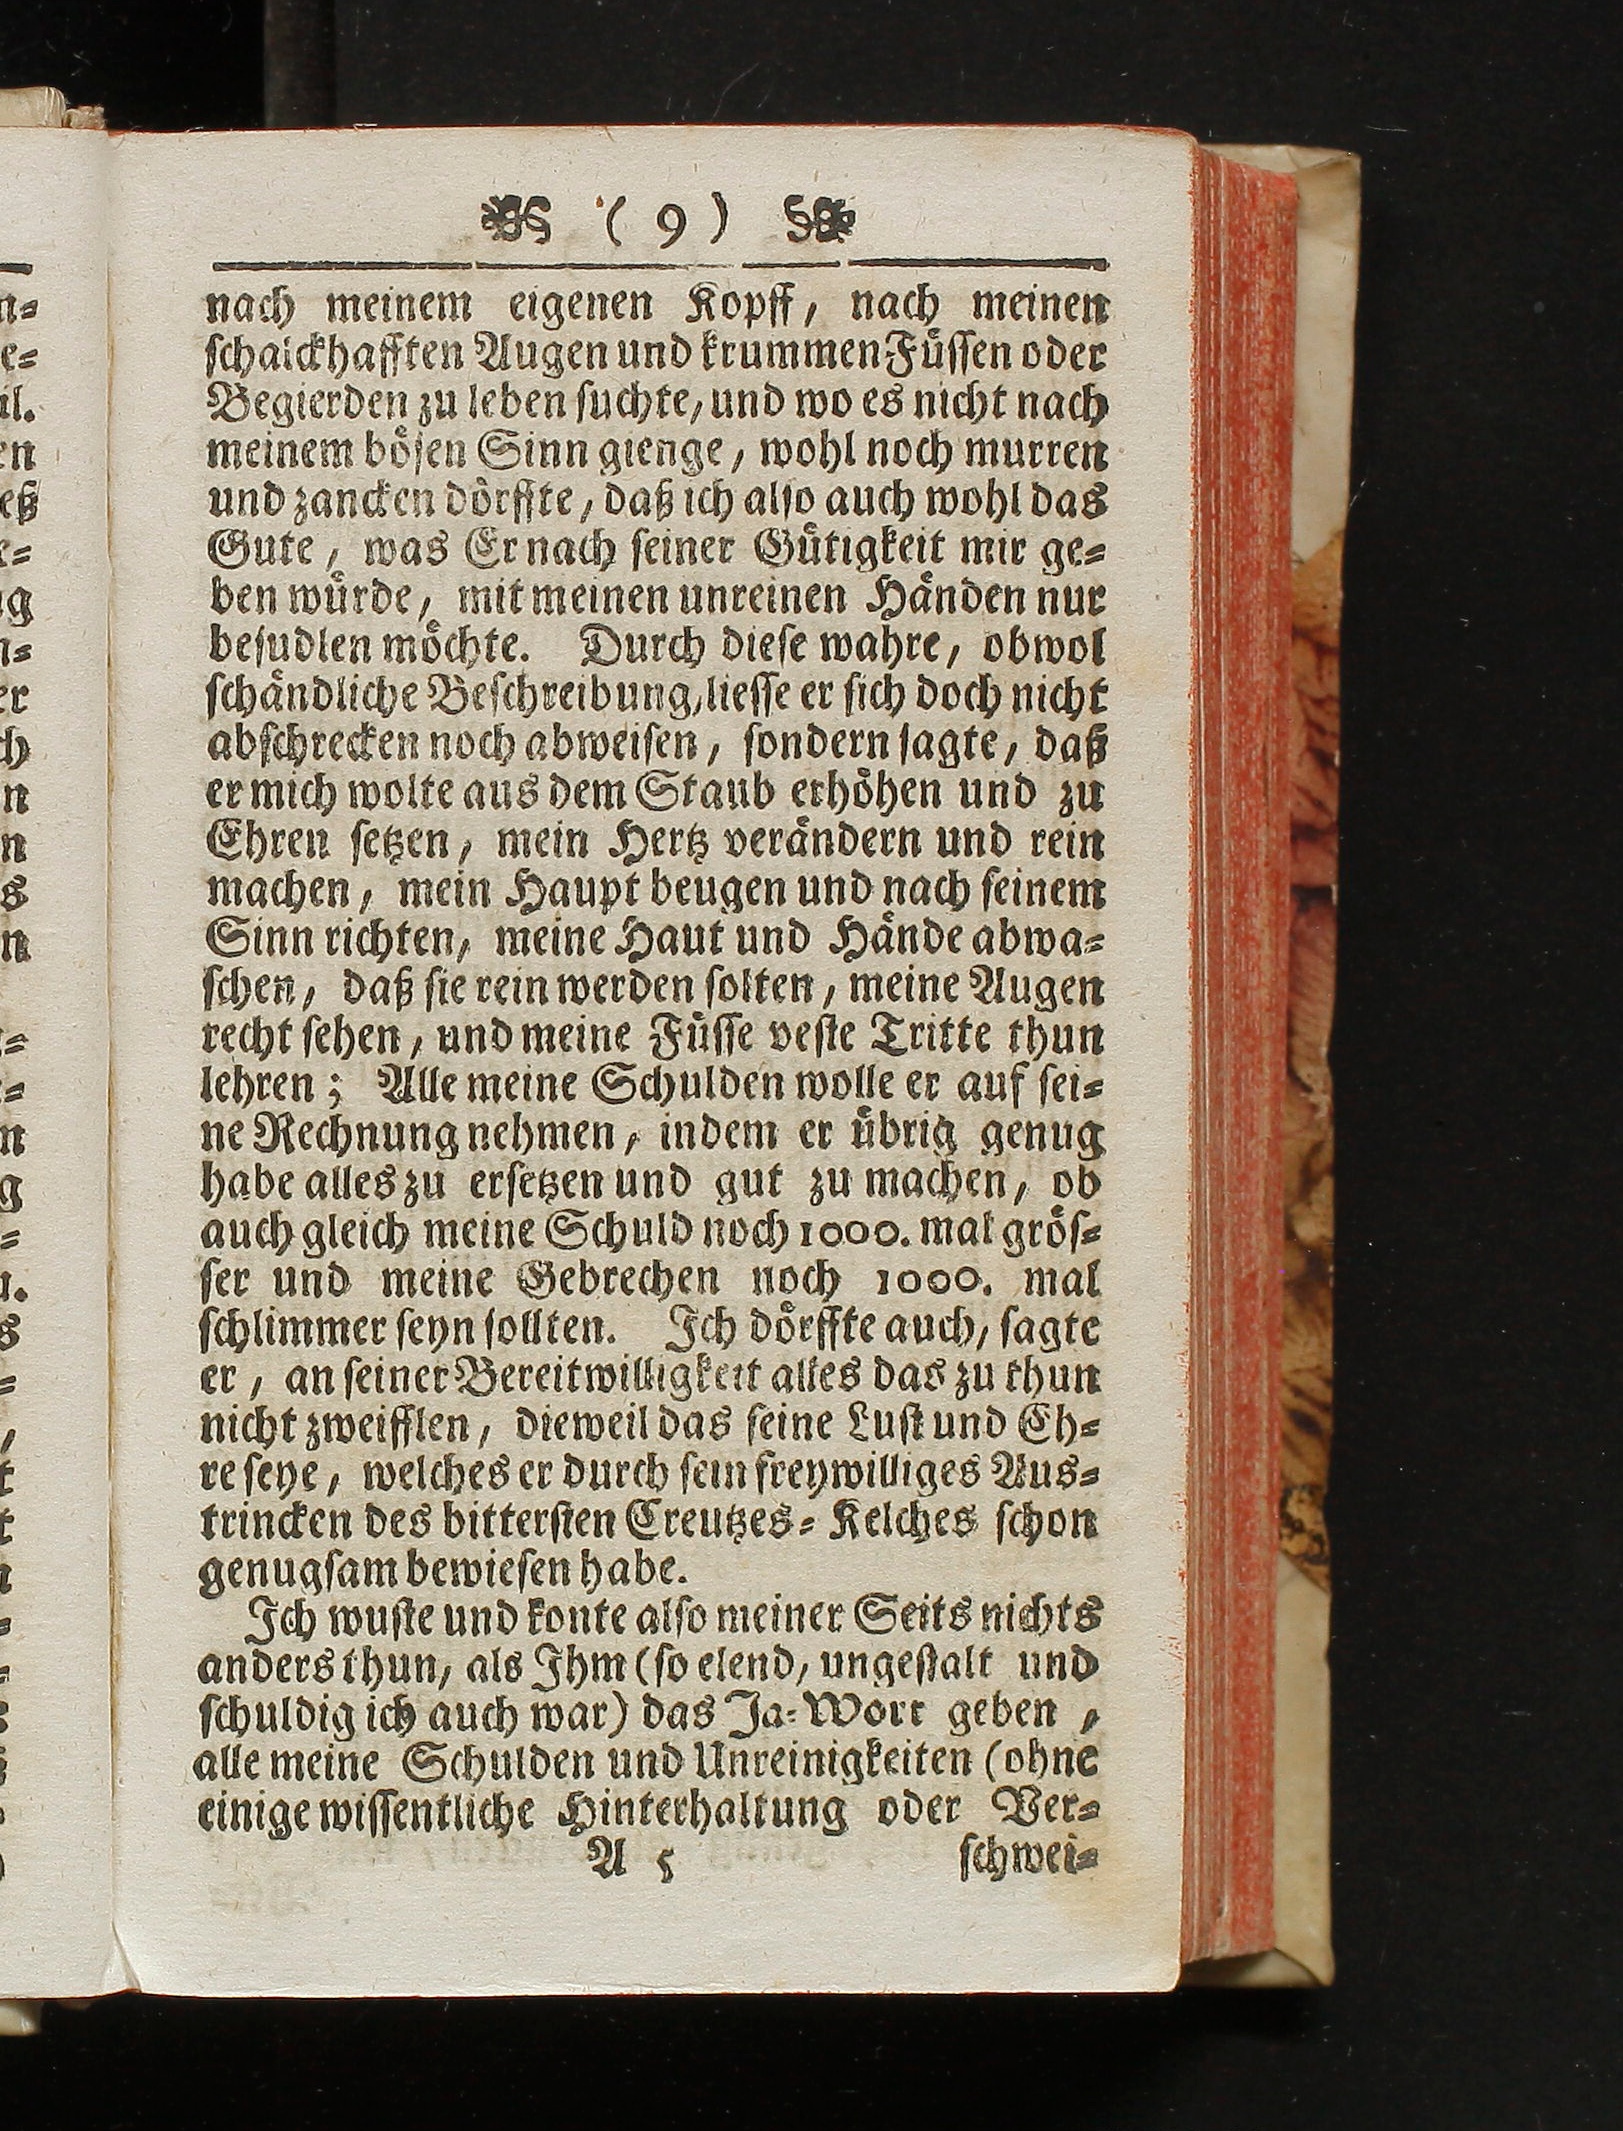 ( 9 )
nach meinem eigenen Kopff, nach meinen
schalckhafften Augen und krummen Füssen oder
Begierden zu leben suchte, und wo es nicht nach
meinem bösen Sinn gienge, wohl noch murren
und zancken dörffte, daß ich also auch wohl das
Gute, was Er nach seiner Gütigkeit mir ge-
ben würde, mit meinen unreinen Händen nur
besudlen möchte. Durch diese wahre, obwol
schändliche Beschreibung, liesse er sich doch nicht
abschrecken noch abweisen, sondern sagte, daß
er mich wolte aus dem Staub erhöhen und zu
Ehren setzen, mein Hertz verändern und rein
machen, mein Haupt beugen und nach seinem
Sinn richten, meine Haut und Hände abwa-
schen, daß sie rein werden solten, meine Augen
recht sehen, und meine Füsse veste Tritte thun
lehren; Alle meine Schulden wolle er auf sei-
ne Rechnung nehmen, indem er übrig genug
habe alles zu ersetzen und gut zu machen, ob
auch gleich meine Schuld noch 1000. mal grös-
ser und meine Gebrechen noch 1000. mal
schlimmer seyn sollten. Ich dörffte auch, sagte
er, an seiner Bereitwilligkeit alles das zu thun
nicht zweifflen, dieweil das seine Lust und Eh-
re seye, welches er durch sein freywilliges Aus-
trincken des bittersten Creutzes-Kelches schon
genugsam bewiesen habe.
Ich wuste und konte also meiner Seits nichts
anders thun, als Ihm (so elend, ungestalt und
schuldig ich auch war) das Ja-Wort geben,
alle meine Schulden und Unreinigkeiten (ohne
einige wissentliche Hinterhaltung oder Ver-
A 5 schwei-